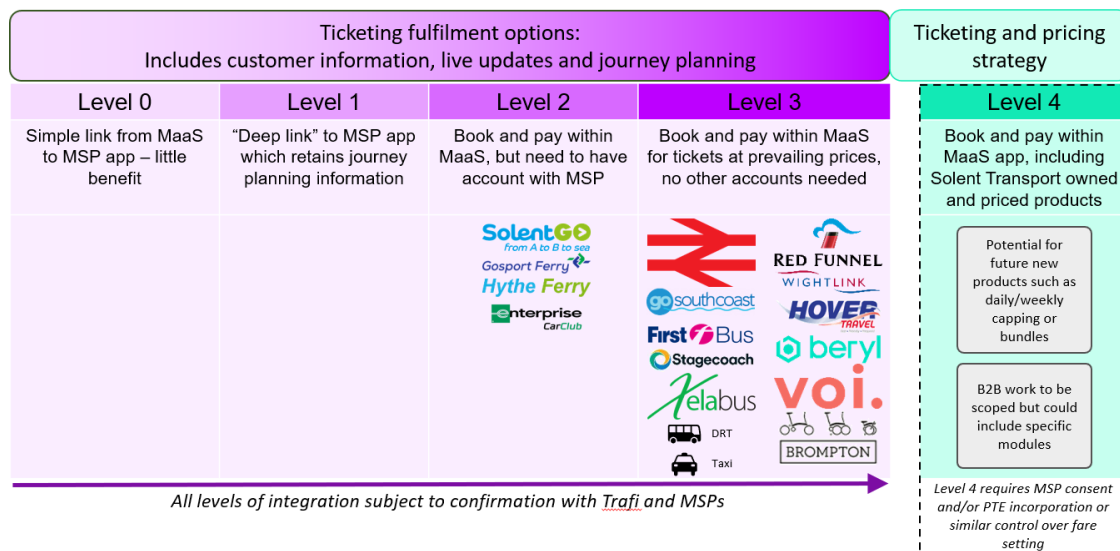 Ticketing fulfilment options:
Includes customer information, live updates and journey planning
Ticketing and pricing
strategy
Level 0
Level 1
Level 2
Level 3
Level 4
Simple link from MaaS
to MSP app – little
benefit
“Deep link” to MSP app
which retains journey
planning information
Book and pay within
MaaS, but need to have
account with MSP
Book and pay within MaaS
for tickets at prevailing prices,
no other accounts needed
Book and pay within
MaaS app, including
Solent Transport owned
and priced products
SolentGO
from A to B to sea
Gosport Ferry
Hythe Ferry
enterprise
CarClub
go southcoast
First Bus
Stagecoach
Xelabus
DRT
Taxi
RED FUNNEL
WIGHTLINK
HOVER
TRAVEL
beryl
voi.
BROMPTON
Potential for
future new
products such as
daily/weekly
capping or
bundles
B2B work to be
scoped but could
include specific
modules
All levels of integration subject to confirmation with Trafi and MSPs
Level 4 requires MSP consent
and/or PTE incorporation or
similar control over fare
setting